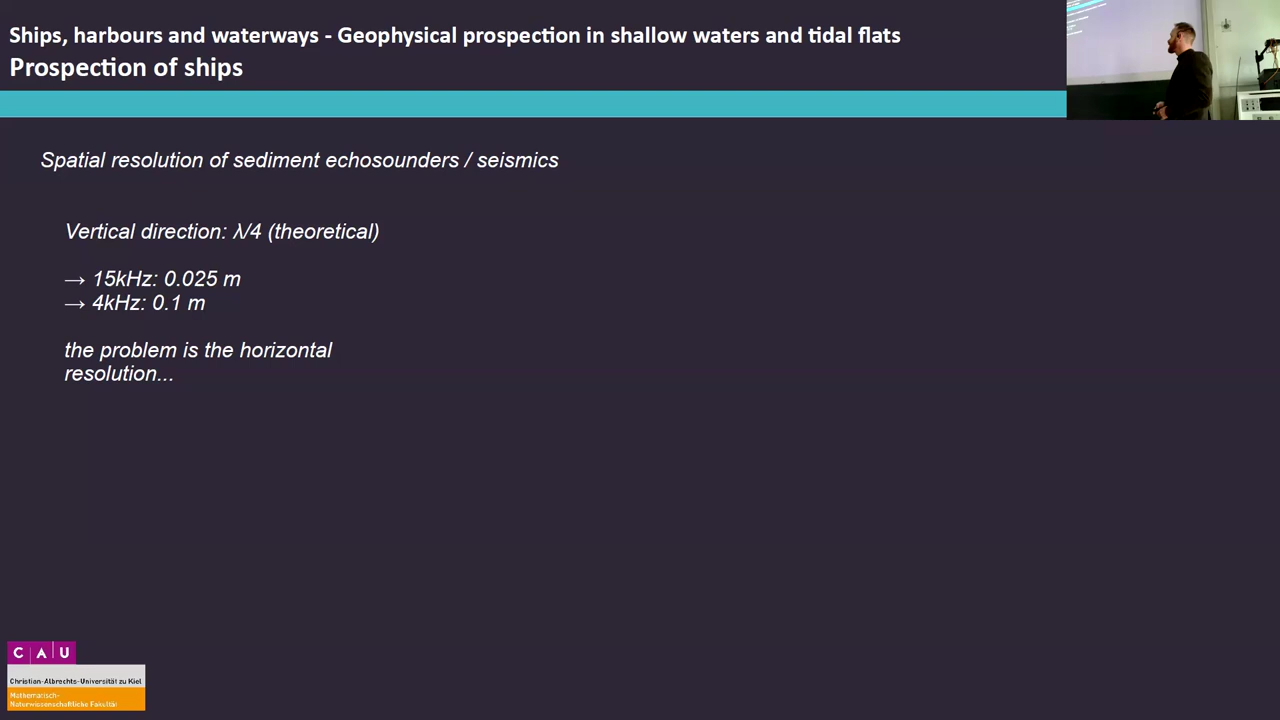 Ships, harbours and waterways - Geophysical prospection in shallow waters and tidal flats
Prospection of ships
Spatial resolution of sediment echosounders / seismics
Vertical direction: λ/4 (theoretical)
→ 15kHz: 0.025 m
→ 4kHz: 0.1 m
the problem is the horizontal
resolution...
C A U
Christian-Albrechts-Universität zu Kiel
Mathematisch-
Naturwissenschaftliche Fakultät